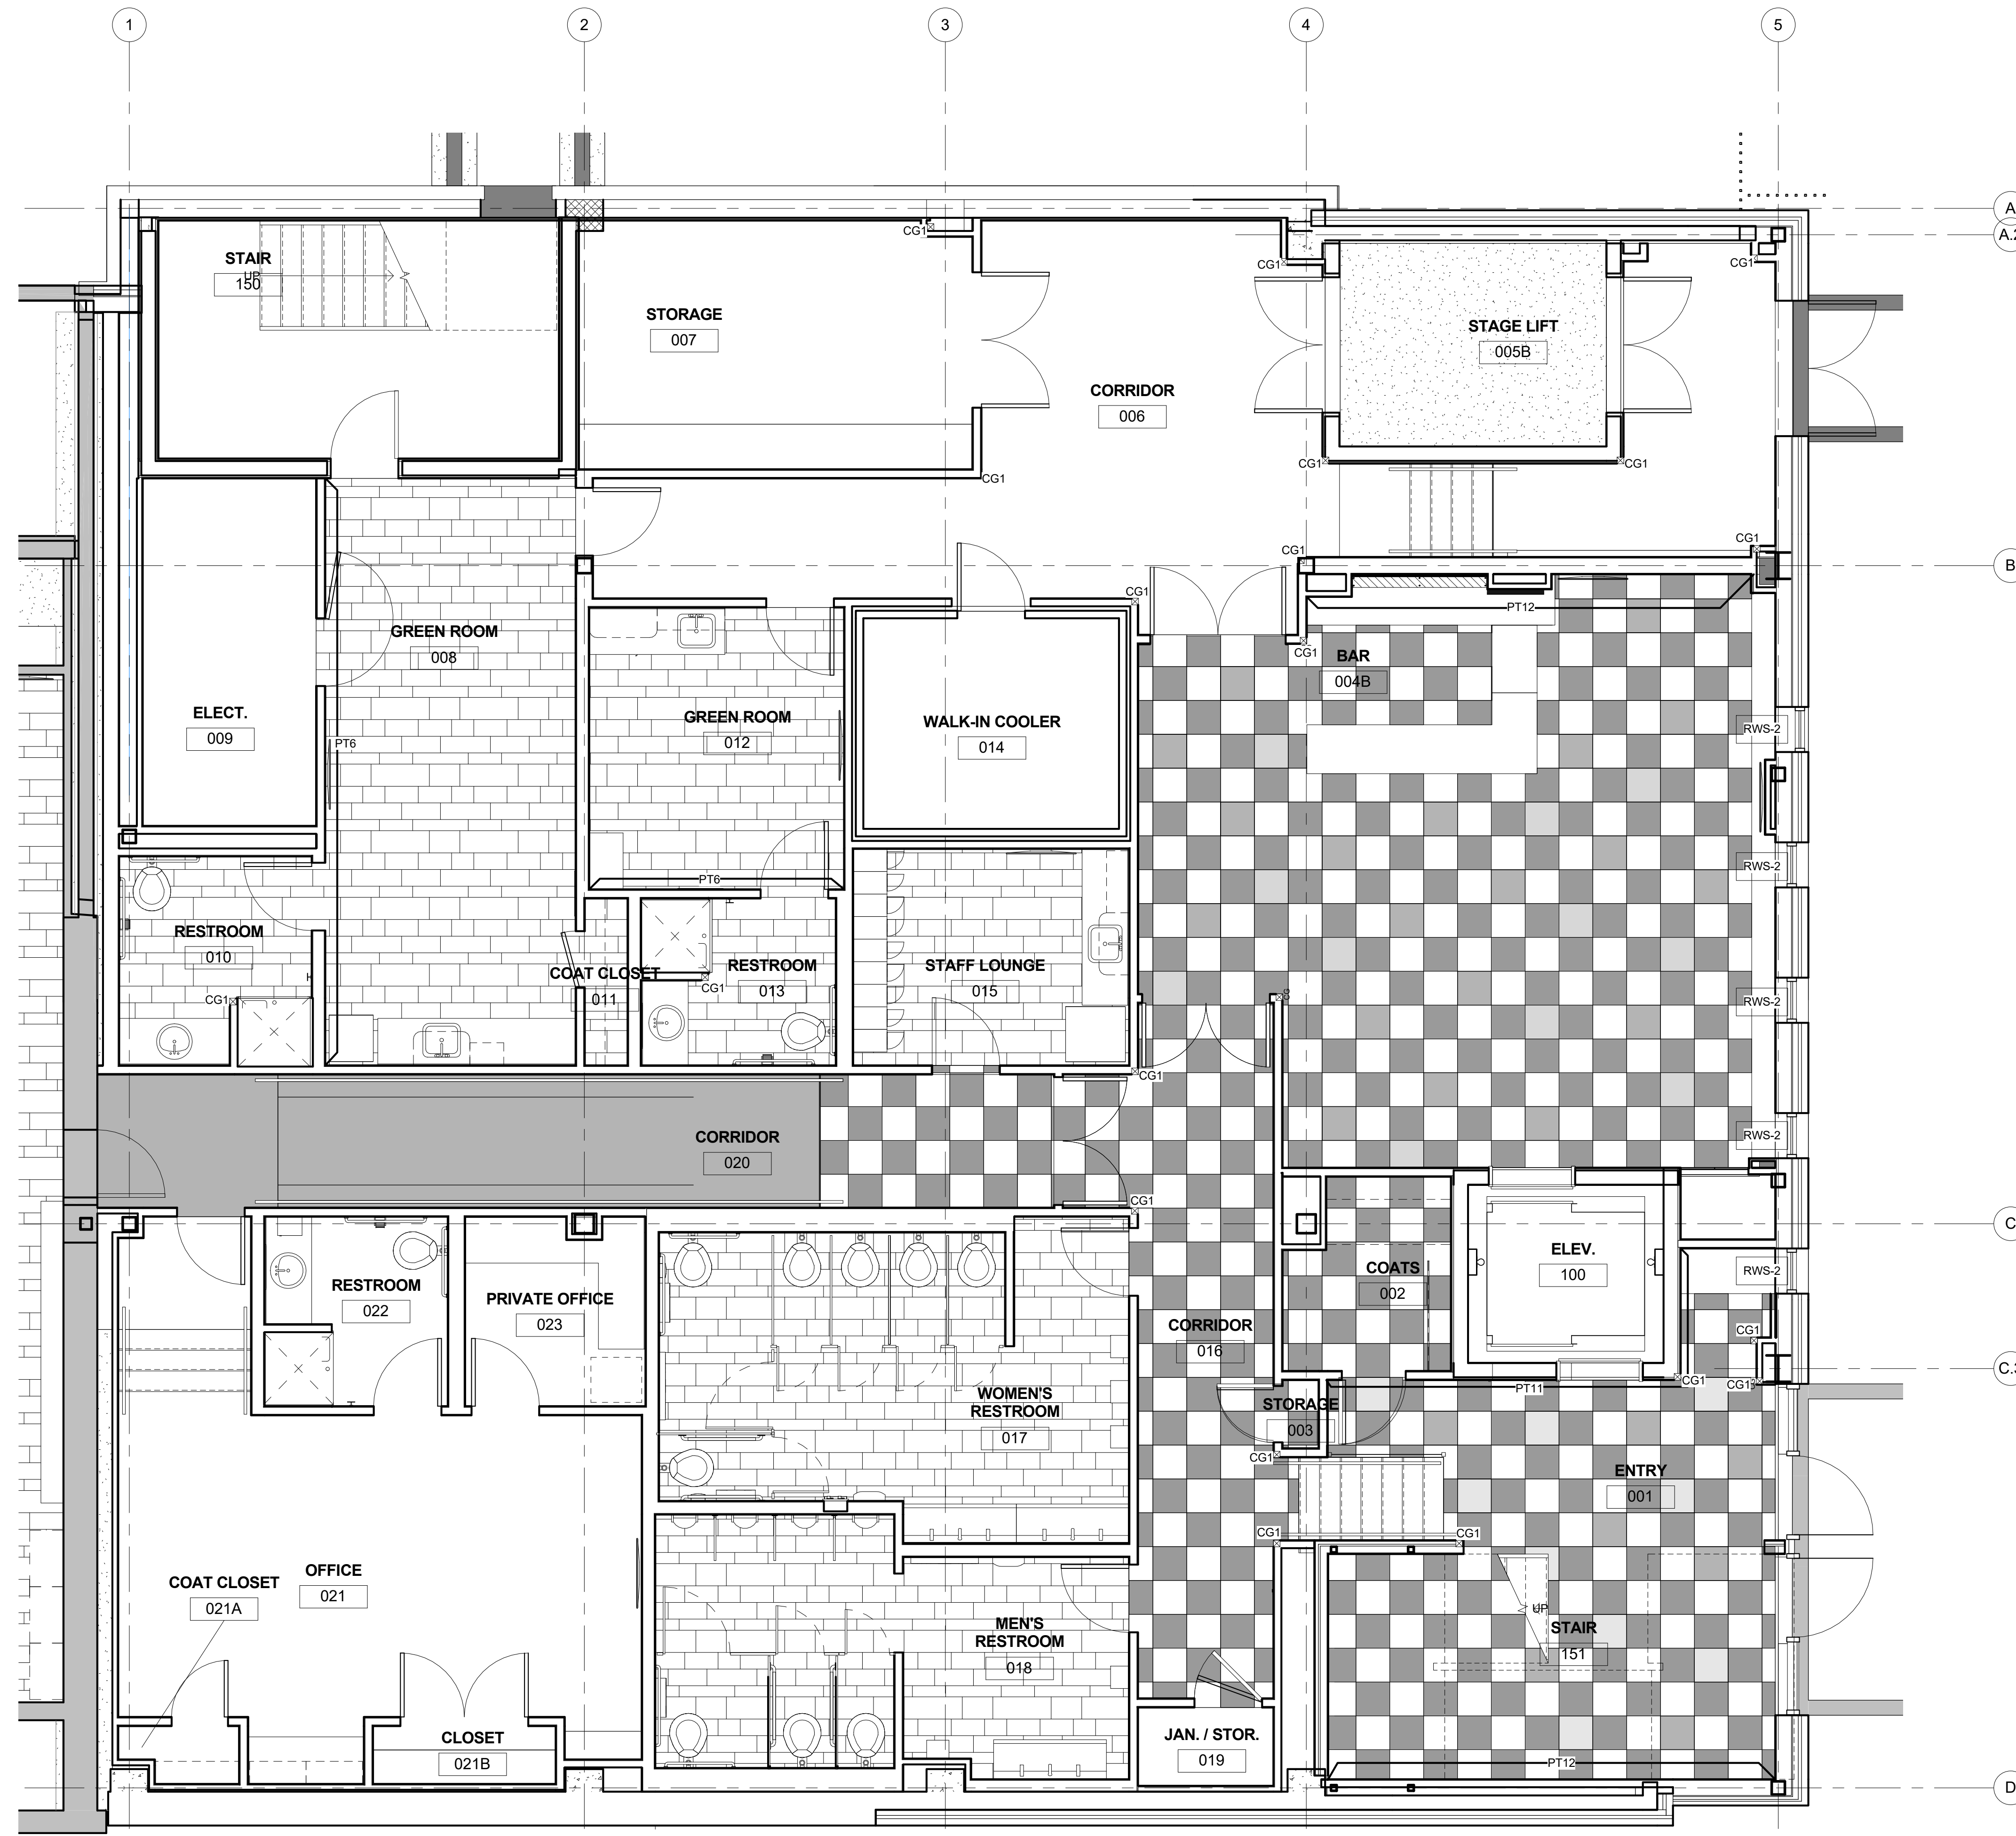 1
2
3
4
5
A
A.2
CG1
CG1
CG1
STAIR
UP
150
STORAGE
007
STAGE LIFT
005B
CORRIDOR
006
CG1
CG1
CG1
CG1
CG1
B
CG1
PT12
GREEN ROOM
008
CG1
BAR
004B
ELECT.
009
GREEN ROOM
012
WALK-IN COOLER
014
RWS-2
PT6
RWS-2
PT6
RESTROOM
010
COAT CLOSET
011
RESTROOM
013
STAFF LOUNGE
015
CG1
CG1
CG
RWS-2
CG1
CORRIDOR
020
RWS-2
CG1
C
ELEV.
100
COATS
002
RWS-2
RESTROOM
022
PRIVATE OFFICE
023
CORRIDOR
016
CG1
C.3
CG1
CG1
PT11
WOMEN'S
RESTROOM
017
STORAGE
003
CG1
ENTRY
001
CG1
CG1
COAT CLOSET
021A
OFFICE
021
UP
MEN'S
RESTROOM
018
STAIR
151
CLOSET
021B
JAN. / STOR.
019
PT12
D